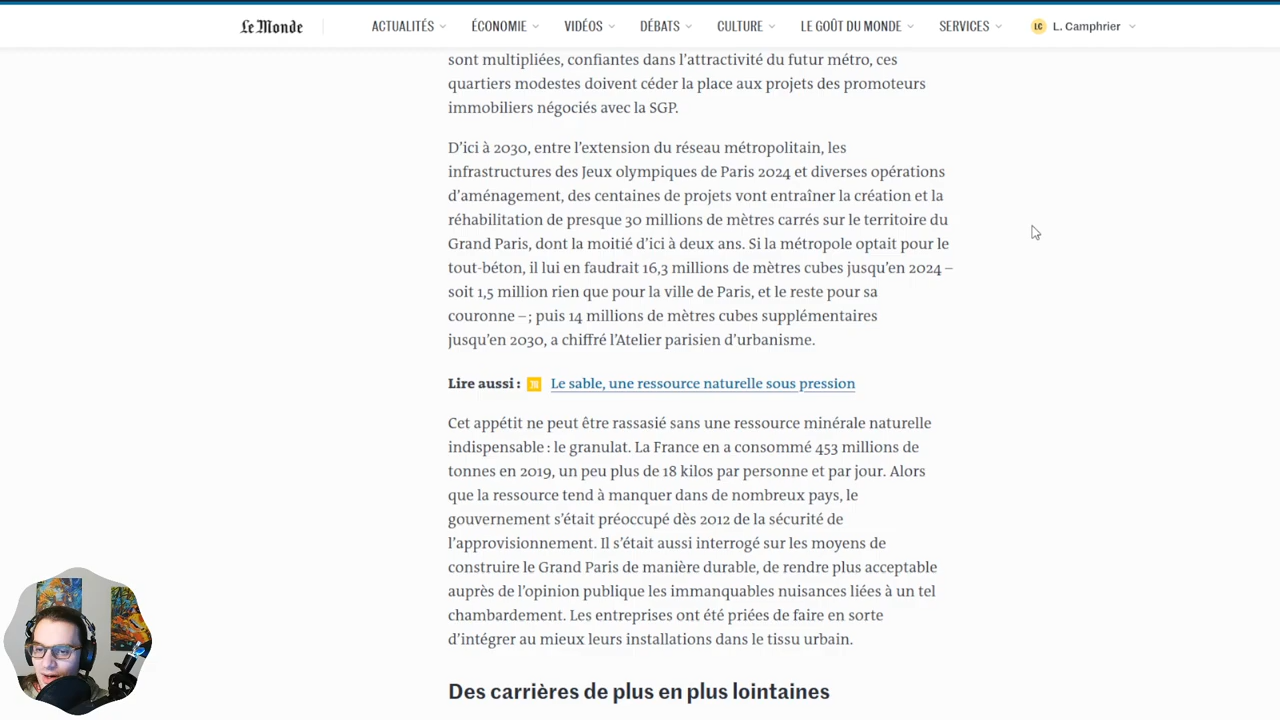 Le Monde
ACTUALITÉS
ÉCONOMIE
VIDÉOS
DÉBATS
CULTURE
LE GOÛT DU MONDE
SERVICES
LC
L. Camphrier
sont multipliées, confiantes dans l’attractivité du futur métro, ces
quartiers modestes doivent céder la place aux projets des promoteurs
immobiliers négociés avec la SGP.
D’ici à 2030, entre l’extension du réseau métropolitain, les
infrastructures des Jeux olympiques de Paris 2024 et diverses opérations
d’aménagement, des centaines de projets vont entraîner la création et la
réhabilitation de presque 30 millions de mètres carrés sur le territoire du
Grand Paris, dont la moitié d’ici à deux ans. Si la métropole optait pour le
tout-béton, il lui en faudrait 16,3 millions de mètres cubes jusqu’en 2024 –
soit 1,5 million rien que pour la ville de Paris, et le reste pour sa
couronne – ; puis 14 millions de mètres cubes supplémentaires
jusqu’en 2030, a chiffré l’Atelier parisien d’urbanisme.
Lire aussi : Le sable, une ressource naturelle sous pression
Cet appétit ne peut être rassasié sans une ressource minérale naturelle
indispensable : le granulat. La France en a consommé 453 millions de
tonnes en 2019, un peu plus de 18 kilos par personne et par jour. Alors
que la ressource tend à manquer dans de nombreux pays, le
gouvernement s’était préoccupé dès 2012 de la sécurité de
l’approvisionnement. Il s’était aussi interrogé sur les moyens de
construire le Grand Paris de manière durable, de rendre plus acceptable
auprès de l’opinion publique les immanquables nuisances liées à un tel
chambardement. Les entreprises ont été priées de faire en sorte
d’intégrer au mieux leurs installations dans le tissu urbain.
Des carrières de plus en plus lointaines